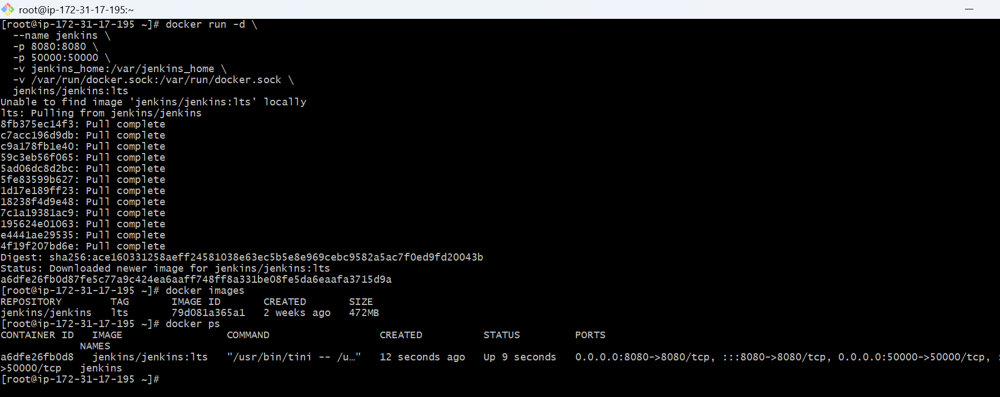 root@ip-172-31-17-195:~
[root@ip-172-31-17-195 ~]# docker run -d \
  --name jenkins \
  -p 8080:8080 \
  -p 50000:50000 \
  -v jenkins_home:/var/jenkins_home \
  -v /var/run/docker.sock:/var/run/docker.sock \
  jenkins/jenkins:lts
Unable to find image 'jenkins/jenkins:lts' locally
lts: Pulling from jenkins/jenkins
8fb375ec14f3: Pull complete
c7acc196d9db: Pull complete
c9a178fb1e40: Pull complete
59c3eb56f065: Pull complete
5ad06dc8d2bc: Pull complete
5fe83599b627: Pull complete
1d17e189ff23: Pull complete
18238f4d9e48: Pull complete
7c1a19381ac9: Pull complete
195624e01063: Pull complete
e4441ae29535: Pull complete
4f19f207bd6e: Pull complete
Digest: sha256:ace160331258aeff24581038e63ec5b5e8e969cebc9582a5ac7f0ed9fd20043b
Status: Downloaded newer image for jenkins/jenkins:lts
a6dfe26fb0d87fe5c77a9c424ea6aaff748ff8a331be08fe5da6eaafa3715d9a
[root@ip-172-31-17-195 ~]# docker images
REPOSITORY        TAG       IMAGE ID       CREATED       SIZE
jenkins/jenkins   lts       79d081a365a1   2 weeks ago   472MB
[root@ip-172-31-17-195 ~]# docker ps
CONTAINER ID   IMAGE                 COMMAND                  CREATED          STATUS         PORTS
             NAMES
a6dfe26fb0d8   jenkins/jenkins:lts   "/usr/bin/tini -- /u…"   12 seconds ago   Up 9 seconds   0.0.0.0:8080->8080/tcp, :::8080->8080/tcp, 0.0.0.0:50000->50000/tcp, :
>50000/tcp   jenkins
[root@ip-172-31-17-195 ~]#